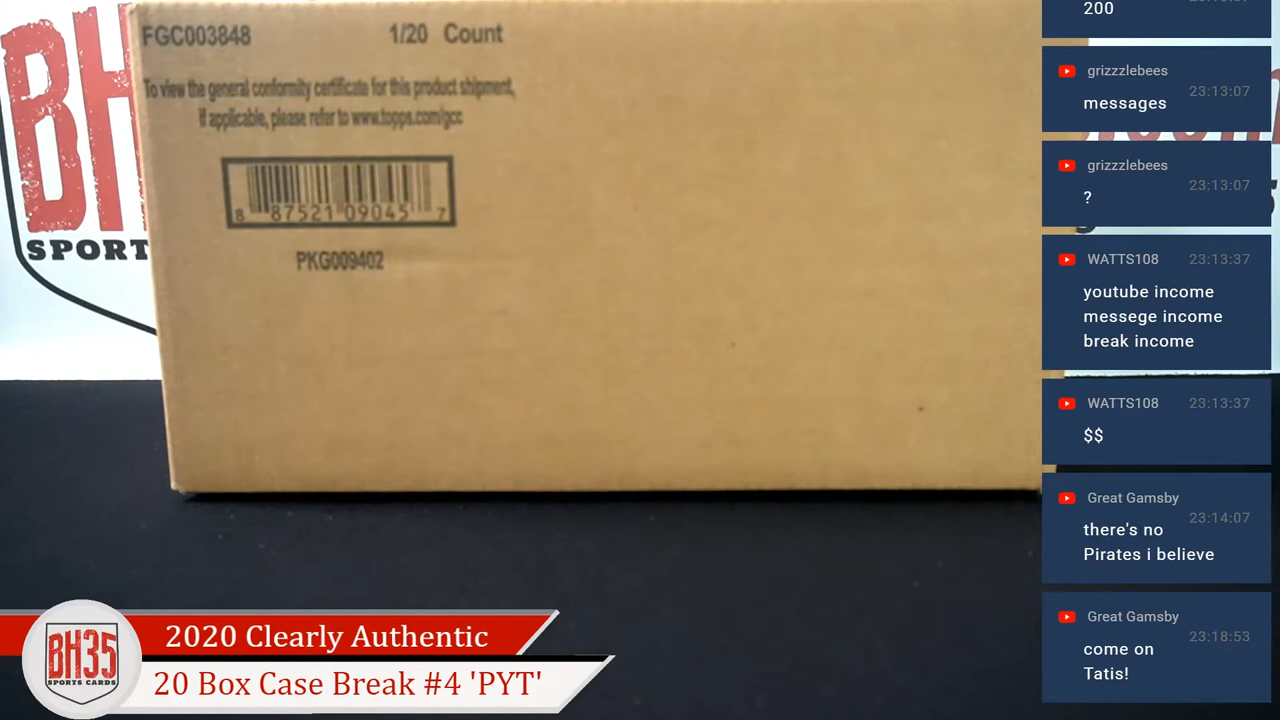 FGC003848 1/20 Count
To view the general conformity certificate for this product shipment,
If applicable, please refer to www.topps.com/gcc
8 87521 09045 7
PKG009402
BH
SPORT
200
grizzzlebees 23:13:07
messages
grizzzlebees 23:13:07
?
WATTS108 23:13:37
youtube income
messege income
break income
WATTS108 23:13:37
$$
Great Gamsby 23:14:07
there's no
Pirates i believe
Great Gamsby 23:18:53
come on
Tatis!
BH35
SPORTS CARDS
2020 Clearly Authentic
20 Box Case Break #4 'PYT'